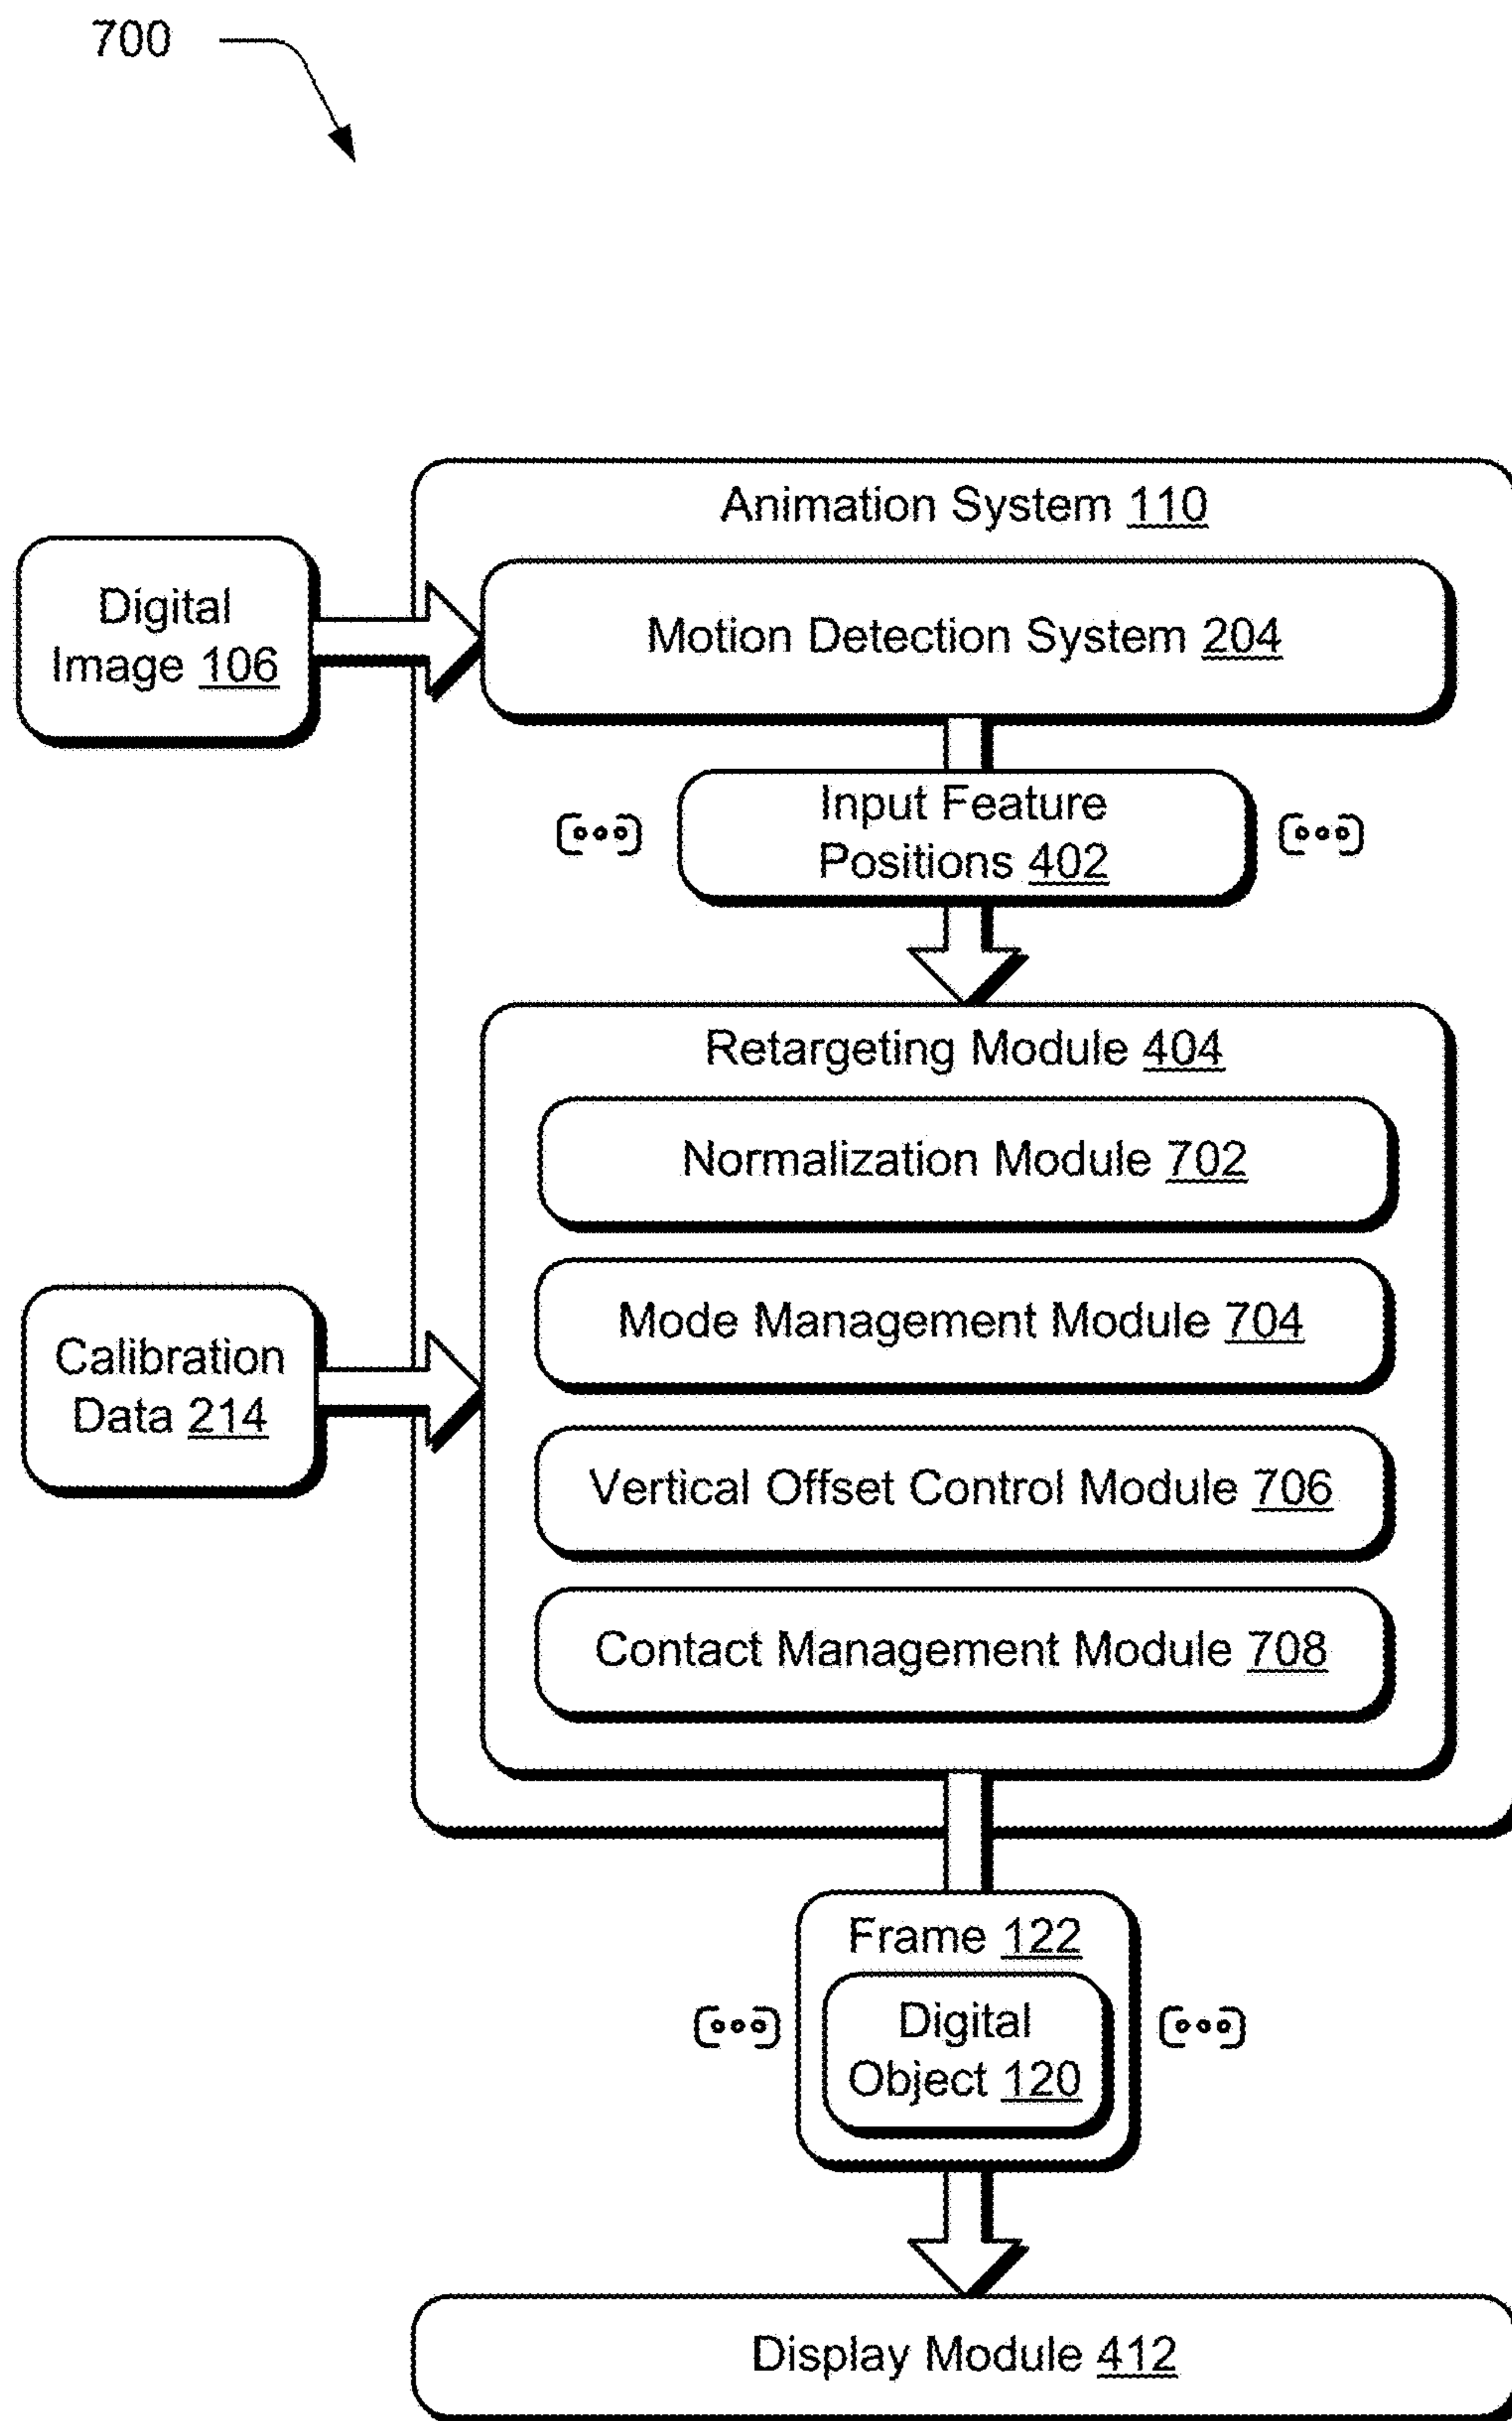 700
Animation System 110
Digital
Image 106
Motion Detection System 204
Input Feature
Positions 402
Retargeting Module 404
Normalization Module 702
Mode Management Module 704
Calibration
Data 214
Vertical Offset Control Module 706
Contact Management Module 708
Frame 122
Digital
Object 120
Display Module 412